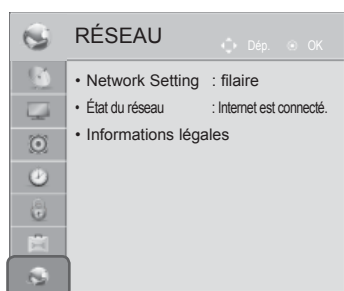 RÉSEAU
Dép. OK
• Network Setting : filaire
• État du réseau : Internet est connecté.
• Informations légales